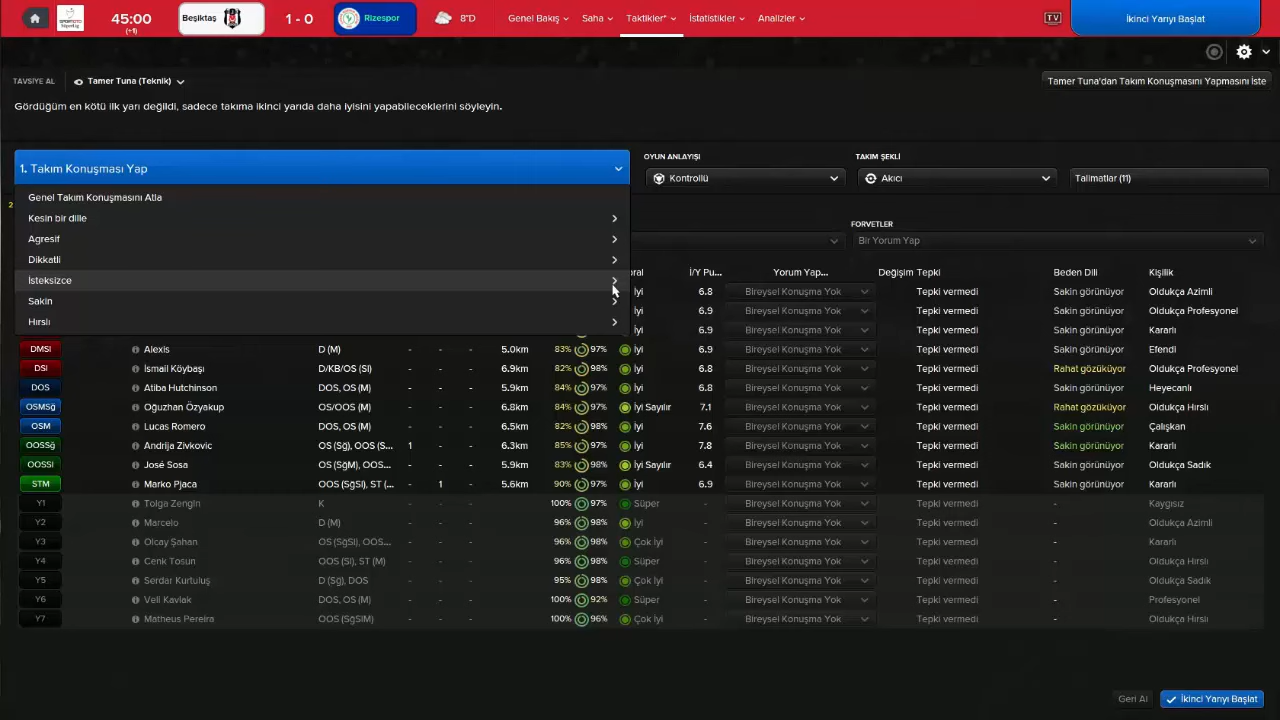 45:00
(+1)
Beşiktaş
1 - 0
Rizespor
8°D
Genel Bakış
Saha
Taktikler*
İstatistikler
Analizler
TV
İkinci Yarıyı Başlat
TAVSİYE AL
Tamer Tuna (Teknik)
Tamer Tuna'dan Takım Konuşmasını Yapmasını İste
Gördüğüm en kötü ilk yarı değildi, sadece takıma ikinci yarıda daha iyisini yapabileceklerini söyleyin.
1. Takım Konuşması Yap
Genel Takım Konuşmasını Atla
Kesin bir dille
Agresif
Dikkatli
İsteksizce
Sakin
Hırslı
OYUN ANLAYIŞI
Kontrollü
TAKIM ŞEKLİ
Akıcı
Talimatlar (11)
2
FORVETLER
Bir Yorum Yap
oral İ/Y Pu... Yorum Yap... Değişim Tepki Beden Dili Kişilik
İyi 6.8 Bireysel Konuşma Yok Tepki vermedi Sakin görünüyor Oldukça Azimli
İyi 6.9 Bireysel Konuşma Yok Tepki vermedi Sakin görünüyor Oldukça Profesyonel
İyi 6.9 Bireysel Konuşma Yok Tepki vermedi Sakin görünüyor Kararlı
DMSI Alexis D (M) - - - 5.0km 83% 97% İyi 6.9 Bireysel Konuşma Yok Tepki vermedi Sakin görünüyor Efendi
DSI İsmail Köybaşı D/KB/OS (Sl) - - - 6.9km 82% 98% İyi 6.8 Bireysel Konuşma Yok Tepki vermedi Rahat gözüküyor Oldukça Profesyonel
DOS Atiba Hutchinson DOS, OS (M) - - - 5.9km 84% 97% İyi 6.8 Bireysel Konuşma Yok Tepki vermedi Sakin görünüyor Heyecanlı
OSMSğ Oğuzhan Özyakup OS/OOS (M) - - - 6.8km 84% 97% İyi Sayılır 7.1 Bireysel Konuşma Yok Tepki vermedi Rahat gözüküyor Oldukça Hırslı
OSM Lucas Romero DOS, OS (M) - - - 6.5km 82% 98% İyi 7.6 Bireysel Konuşma Yok Tepki vermedi Sakin görünüyor Çalışkan
OOSSğ Andrija Zivkovic OS (Sğ), OOS (S... 1 - - 6.3km 85% 97% İyi 7.8 Bireysel Konuşma Yok Tepki vermedi Sakin görünüyor Kararlı
OOSSl José Sosa OS (SğM), OOS... - - - 5.9km 83% 98% İyi Sayılır 6.4 Bireysel Konuşma Yok Tepki vermedi Sakin görünüyor Oldukça Sadık
STM Marko Pjaca OOS (SğSl), ST (... - 1 - 5.6km 90% 97% İyi 6.9 Bireysel Konuşma Yok Tepki vermedi Sakin görünüyor Kararlı
Y1 Tolga Zengin K 100% 97% Süper - Bireysel Konuşma Yok Tepki vermedi - Kaygısız
Y2 Marcelo D (M) 96% 98% İyi - Bireysel Konuşma Yok Tepki vermedi - Oldukça Azimli
Y3 Olcay Şahan OS (SğSl), OOS... 96% 98% Çok İyi - Bireysel Konuşma Yok Tepki vermedi - Kararlı
Y4 Cenk Tosun OOS (Sl), ST (M) 96% 98% Süper - Bireysel Konuşma Yok Tepki vermedi - Oldukça Hırslı
Y5 Serdar Kurtuluş D (Sğ), DOS 95% 98% Çok İyi - Bireysel Konuşma Yok Tepki vermedi - Oldukça Sadık
Y6 Veli Kavlak DOS, OS (M) 100% 92% Süper - Bireysel Konuşma Yok Tepki vermedi - Profesyonel
Y7 Matheus Pereira OOS (SğSlM) 100% 96% Çok İyi - Bireysel Konuşma Yok Tepki vermedi - Oldukça Hırslı
Geri Al
İkinci Yarıyı Başlat